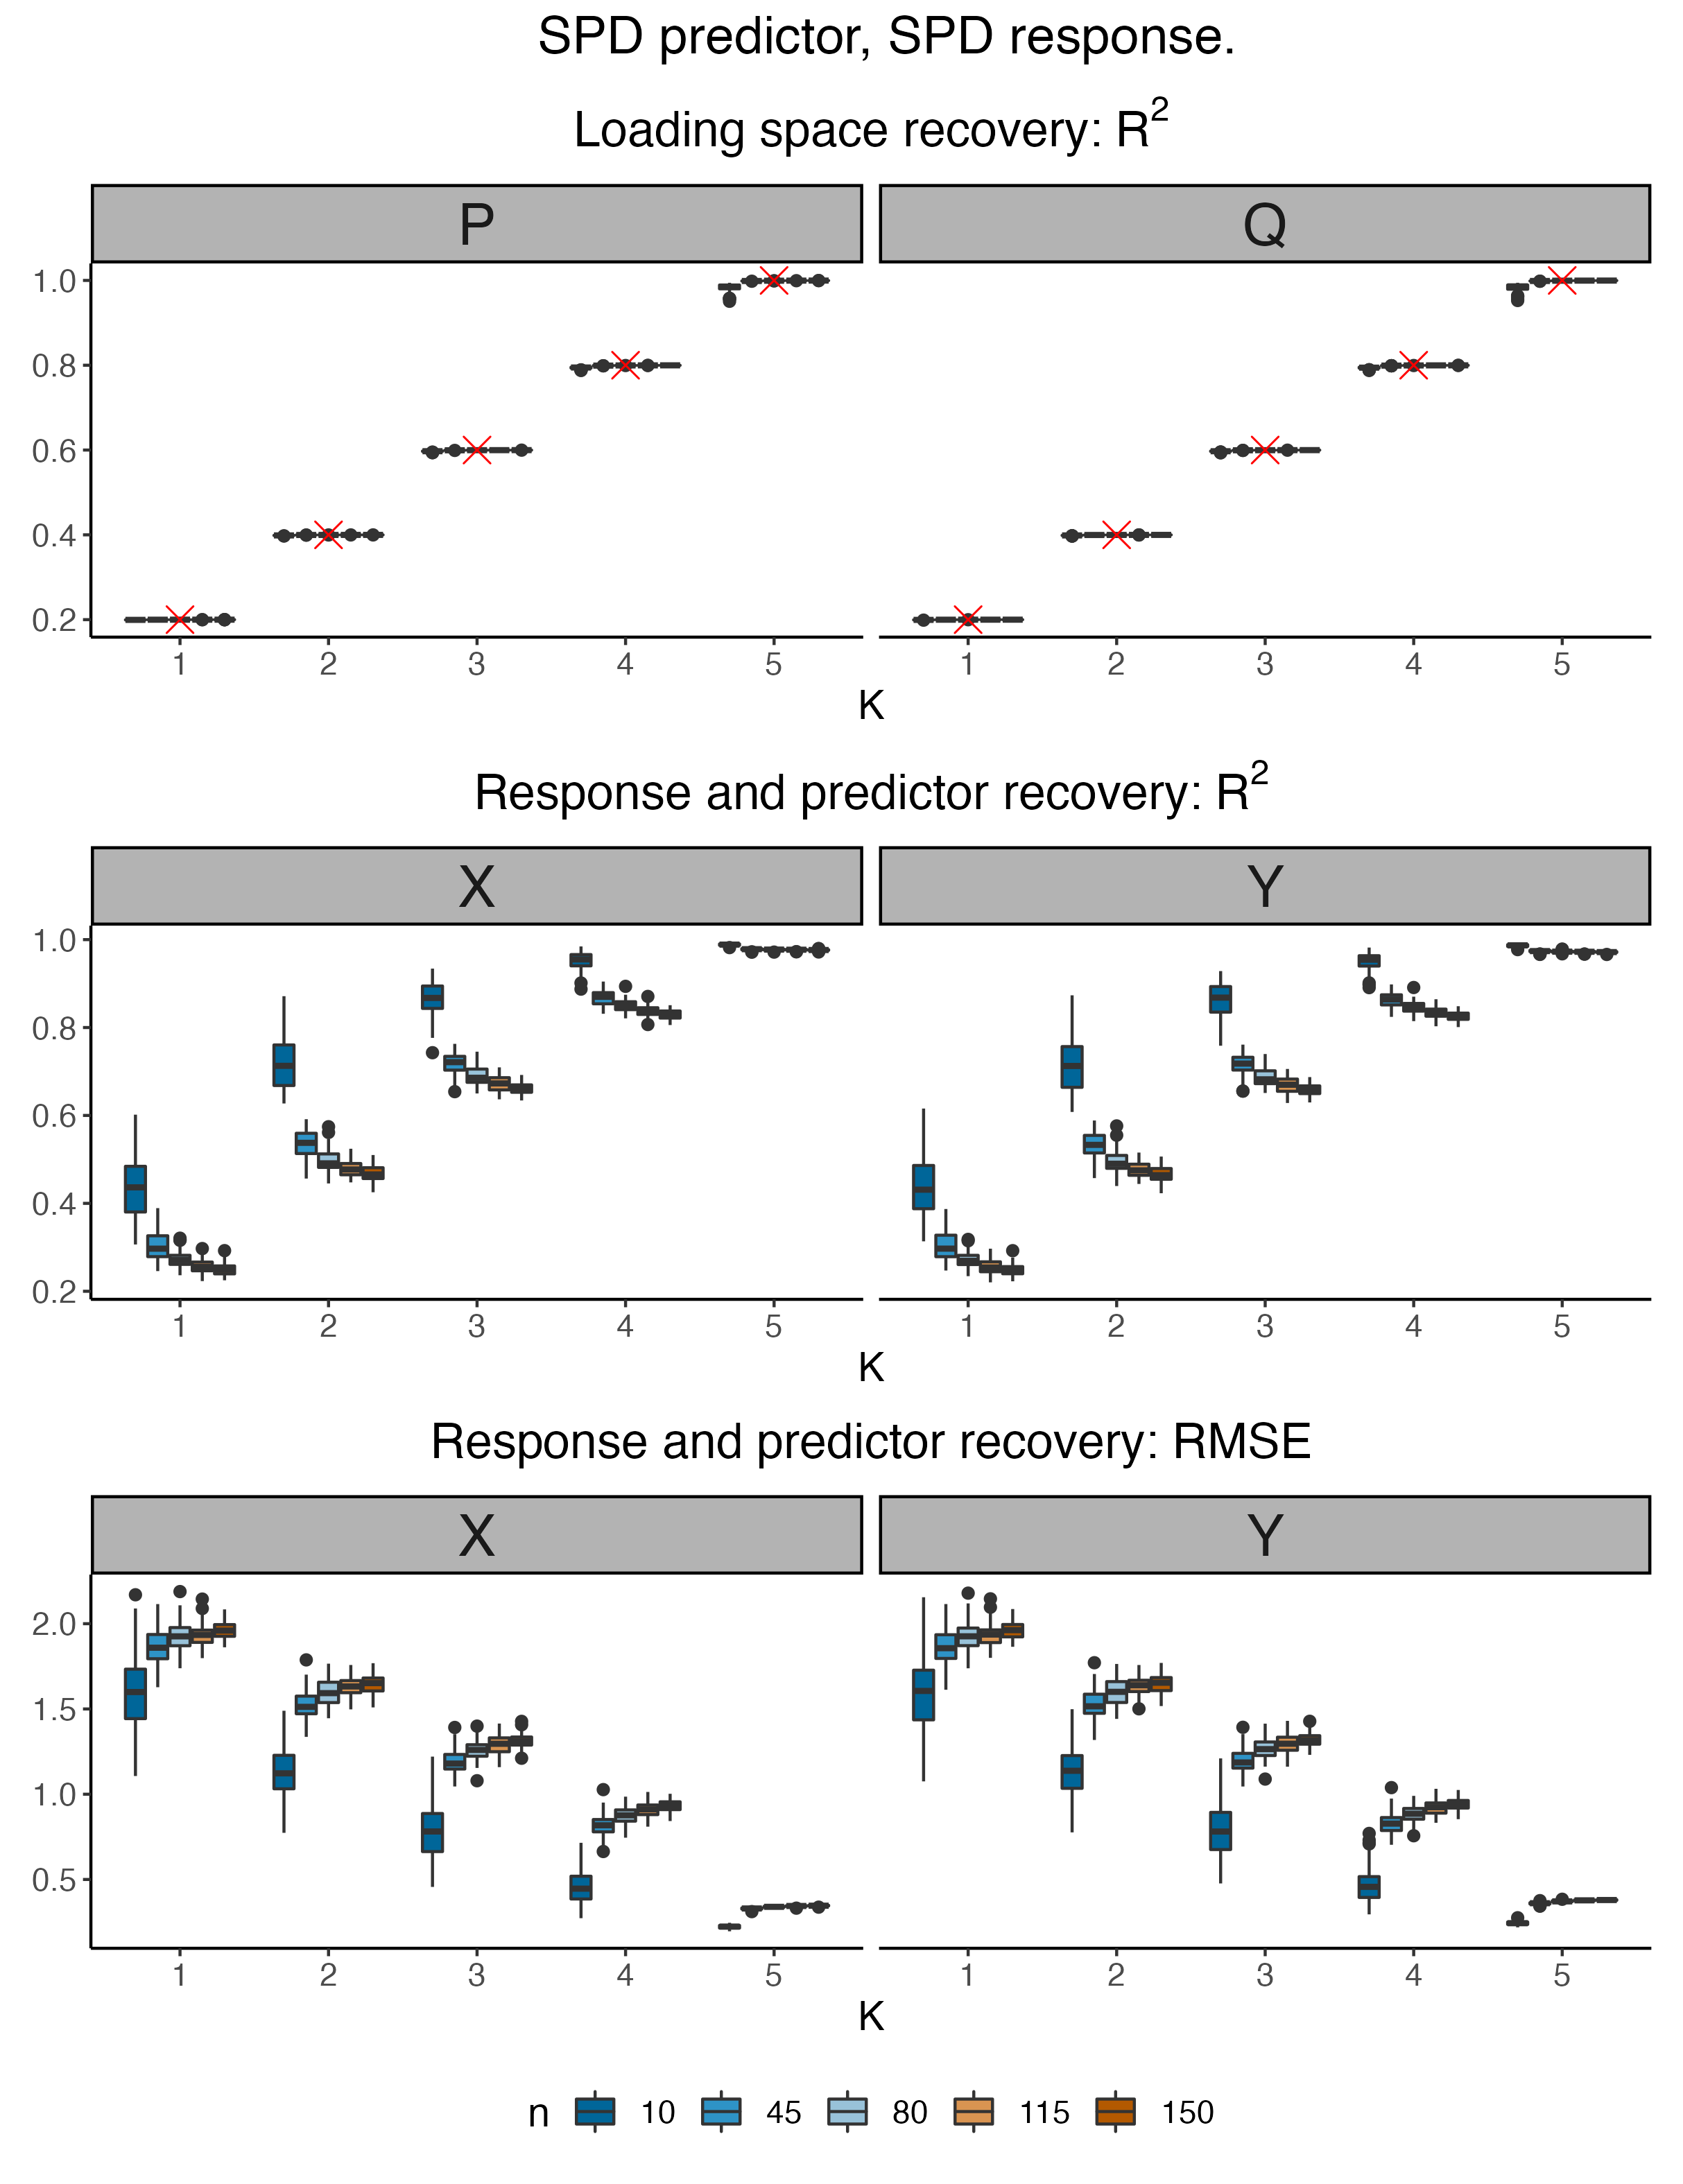 SPD predictor, SPD response.
Loading space recovery: R²
P Q
1.0
0.8
0.6
0.4
0.2
1 2 3 4 5 1 2 3 4 5
K
Response and predictor recovery: R²
X Y
1.0
0.8
0.6
0.4
0.2
1 2 3 4 5 1 2 3 4 5
K
Response and predictor recovery: RMSE
X Y
2.0
1.5
1.0
0.5
1 2 3 4 5 1 2 3 4 5
K
n 10 45 80 115 150